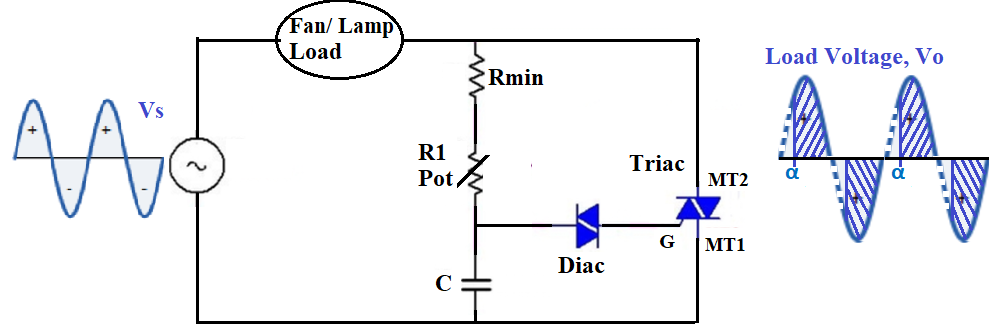 Fan/ Lamp
Load
Vs
+
+
-
-
Rmin
R1
Pot
C
Diac
Triac
MT2
G
MT1
Load Voltage, Vo
+
+
α
α
+
+